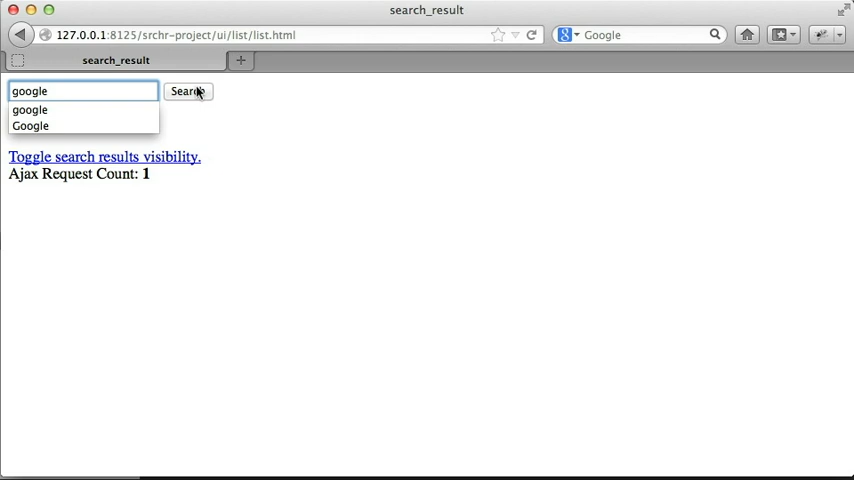 search_result
127.0.0.1:8125/srchr-project/ui/list/list.html
Google
search_result
google
Search
google
Google
Toggle search results visibility.
Ajax Request Count: 1